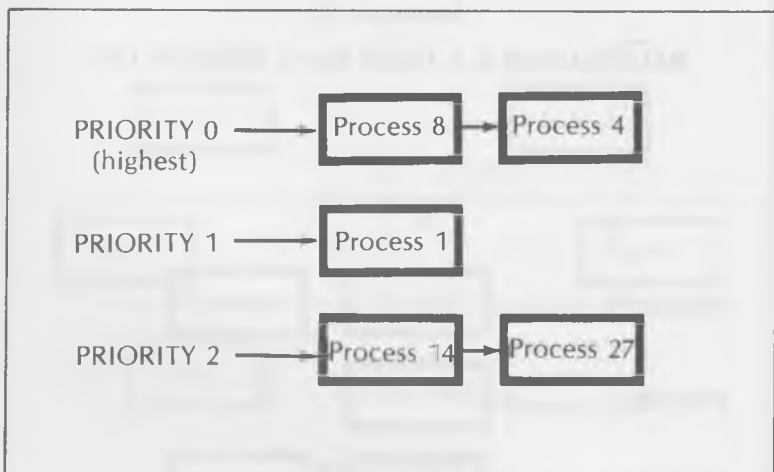 PRIORITY 0 Process 8 Process 4
(highest)
PRIORITY 1 Process 1
PRIORITY 2 Process 14 Process 27